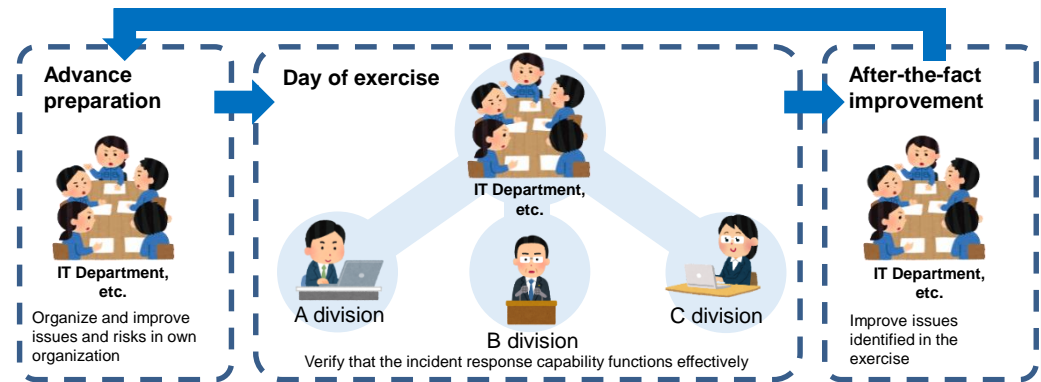 Advance
preparation
IT Department,
etc.
Organize and improve
issues and risks in own
organization
Day of exercise
IT Department,
etc.
A division
B division
C division
Verify that the incident response capability functions effectively
After-the-fact
improvement
IT Department,
etc.
Improve issues
identified in the
exercise